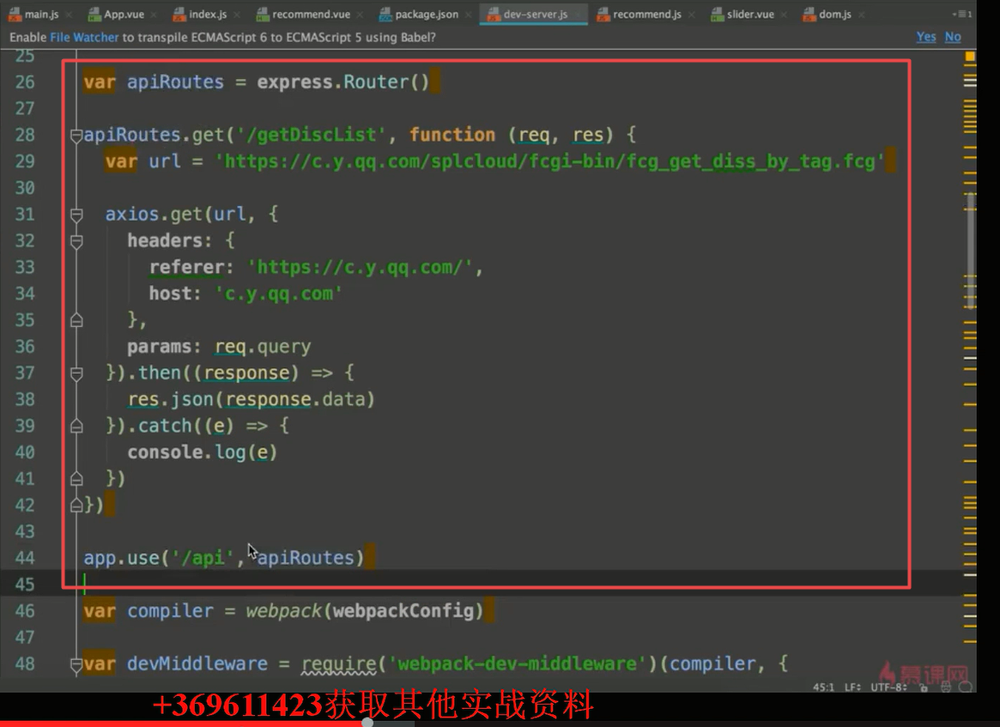 main.js App.vue index.js recommend.vue package.json dev-server.js recommend.js slider.vue dom.js
Enable File Watcher to transpile ECMAScript 6 to ECMAScript 5 using Babel? Yes No
25
26 var apiRoutes = express.Router()
27
28 apiRoutes.get('/getDiscList', function (req, res) {
29 var url = 'https://c.y.qq.com/splcloud/fcgi-bin/fcg_get_diss_by_tag.fcg'
30
31 axios.get(url, {
32 headers: {
33 referer: 'https://c.y.qq.com/',
34 host: 'c.y.qq.com'
35 },
36 params: req.query
37 }).then((response) => {
38 res.json(response.data)
39 }).catch((e) => {
40 console.log(e)
41 })
42 })
43
44 app.use('/api', apiRoutes)
45
46 var compiler = webpack(webpackConfig)
47
48 var devMiddleware = require('webpack-dev-middleware')(compiler, {
慕课网
45:1 LF÷ UTF-8÷
+369611423获取其他实战资料